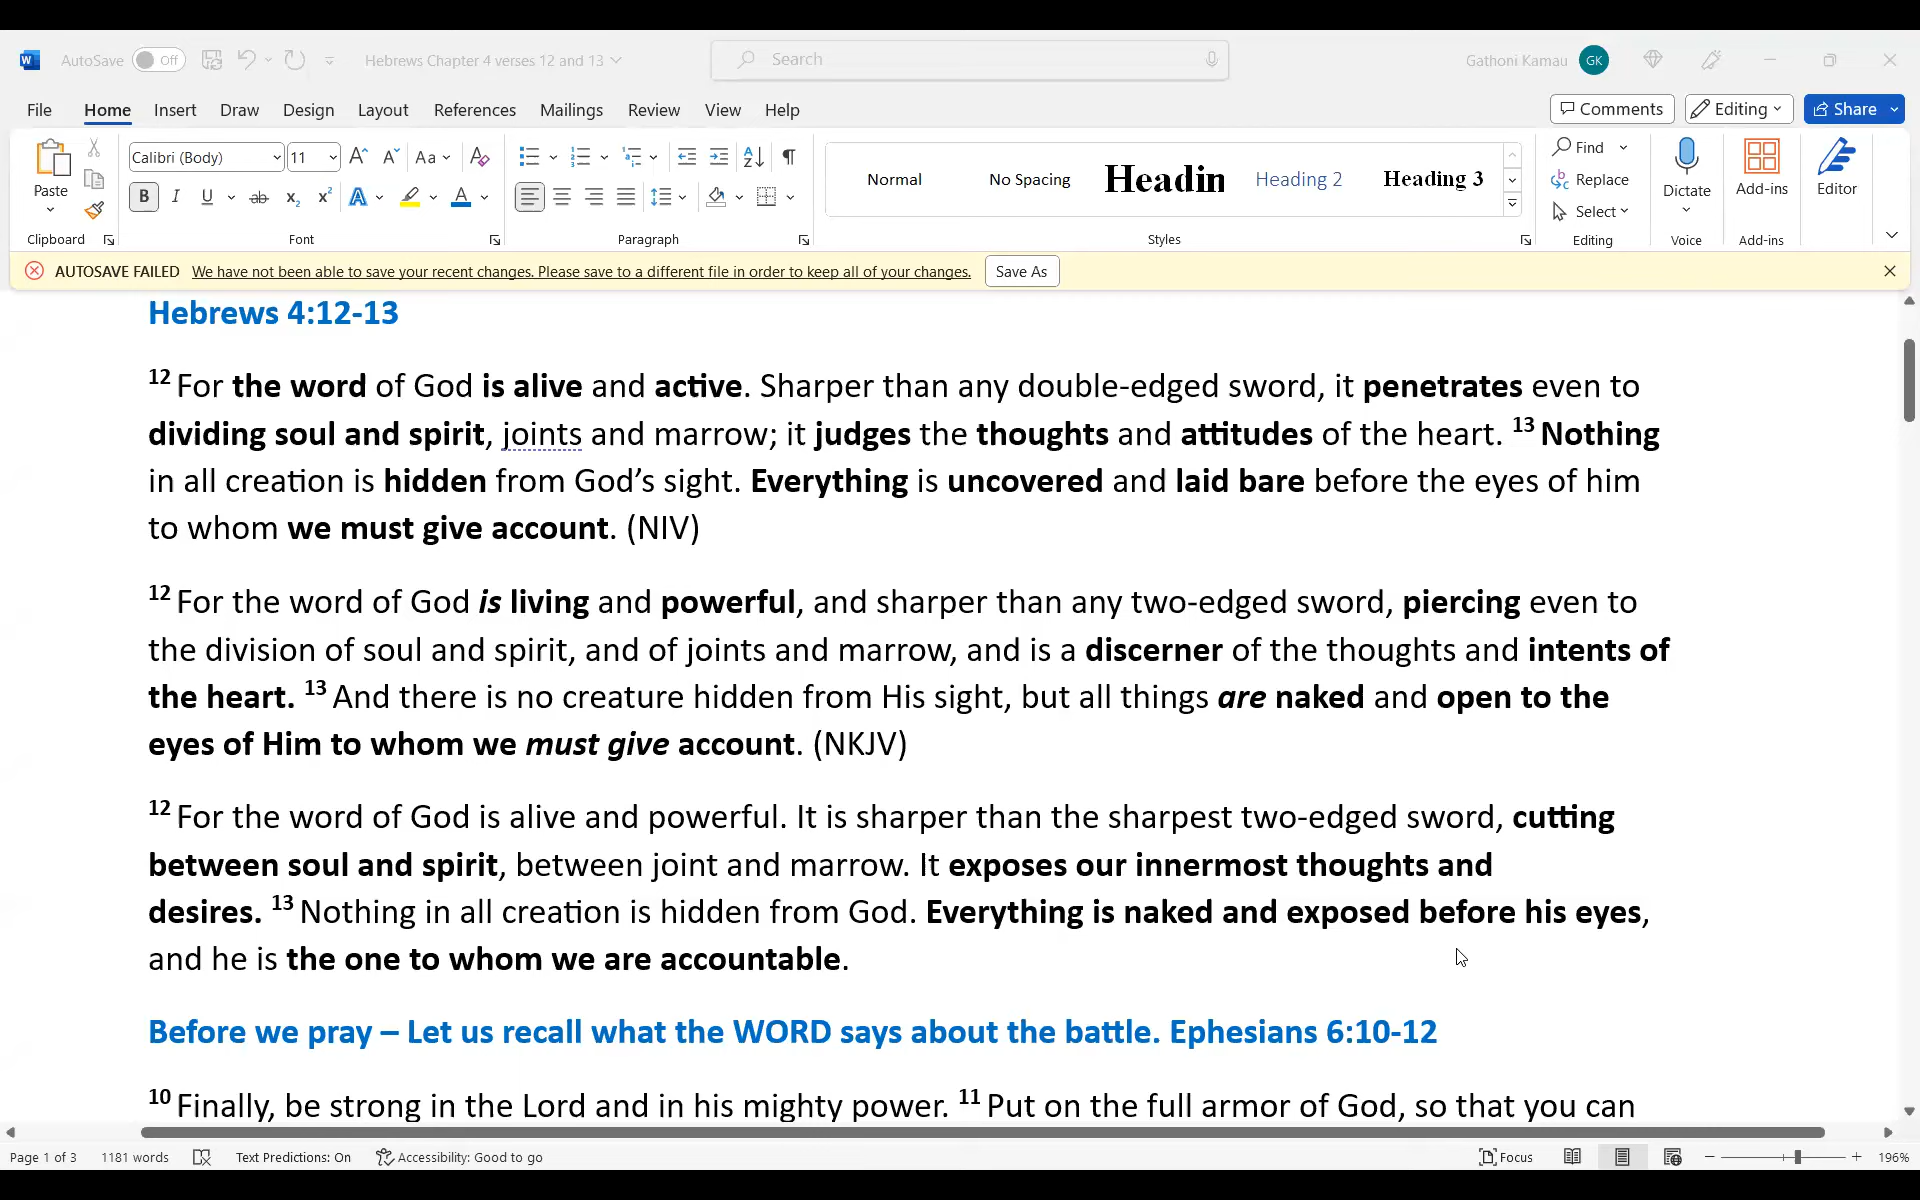 AutoSave Off Hebrews Chapter 4 verses 12 and 13 Search Gathoni Kamau GK
File Home Insert Draw Design Layout References Mailings Review View Help Comments Editing Share
Paste Calibri (Body) 11 Aa Normal No Spacing Headin Heading 2 Heading 3 Find Replace Select Dictate Add-ins Editor
B I U ab x₂ x² A A
Clipboard Font Paragraph Styles Editing Voice Add-ins
AUTOSAVE FAILED We have not been able to save your recent changes. Please save to a different file in order to keep all of your changes. Save As
Hebrews 4:12-13
12 For the word of God is alive and active. Sharper than any double-edged sword, it penetrates even to
dividing soul and spirit, joints and marrow; it judges the thoughts and attitudes of the heart. 13 Nothing
in all creation is hidden from God’s sight. Everything is uncovered and laid bare before the eyes of him
to whom we must give account. (NIV)
12 For the word of God is living and powerful, and sharper than any two-edged sword, piercing even to
the division of soul and spirit, and of joints and marrow, and is a discerner of the thoughts and intents of
the heart. 13 And there is no creature hidden from His sight, but all things are naked and open to the
eyes of Him to whom we must give account. (NKJV)
12 For the word of God is alive and powerful. It is sharper than the sharpest two-edged sword, cutting
between soul and spirit, between joint and marrow. It exposes our innermost thoughts and
desires. 13 Nothing in all creation is hidden from God. Everything is naked and exposed before his eyes,
and he is the one to whom we are accountable.
Before we pray – Let us recall what the WORD says about the battle. Ephesians 6:10-12
10 Finally, be strong in the Lord and in his mighty power. 11 Put on the full armor of God, so that you can
Page 1 of 3 1181 words Text Predictions: On Accessibility: Good to go Focus 196%